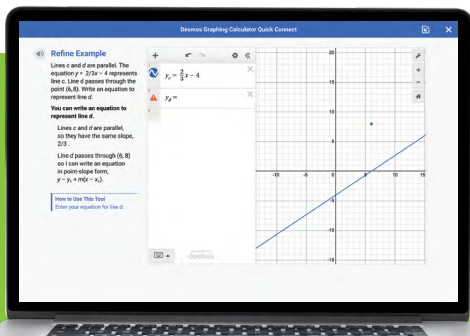 Desmos Graphing Calculator Quick Connect
Refine Example
Lines c and d are parallel. The
equation y = 2/3x − 4 represents
line c. Line d passes through the
point (6,8). Write an equation to
represent line d.
You can write an equation to
represent line d.
Lines c and d are parallel,
so they have the same slope,
2/3 .
Line d passes through (6, 8)
so I can write an equation
in point-slope form,
y − y₁ = m(x − x₁).
How to Use This Tool
Enter your equation for line d.
y_c = 2/3 x − 4
y_d =
desmos
20
15
10
5
-10
-5
0
5
10
15
-5
-10
-15